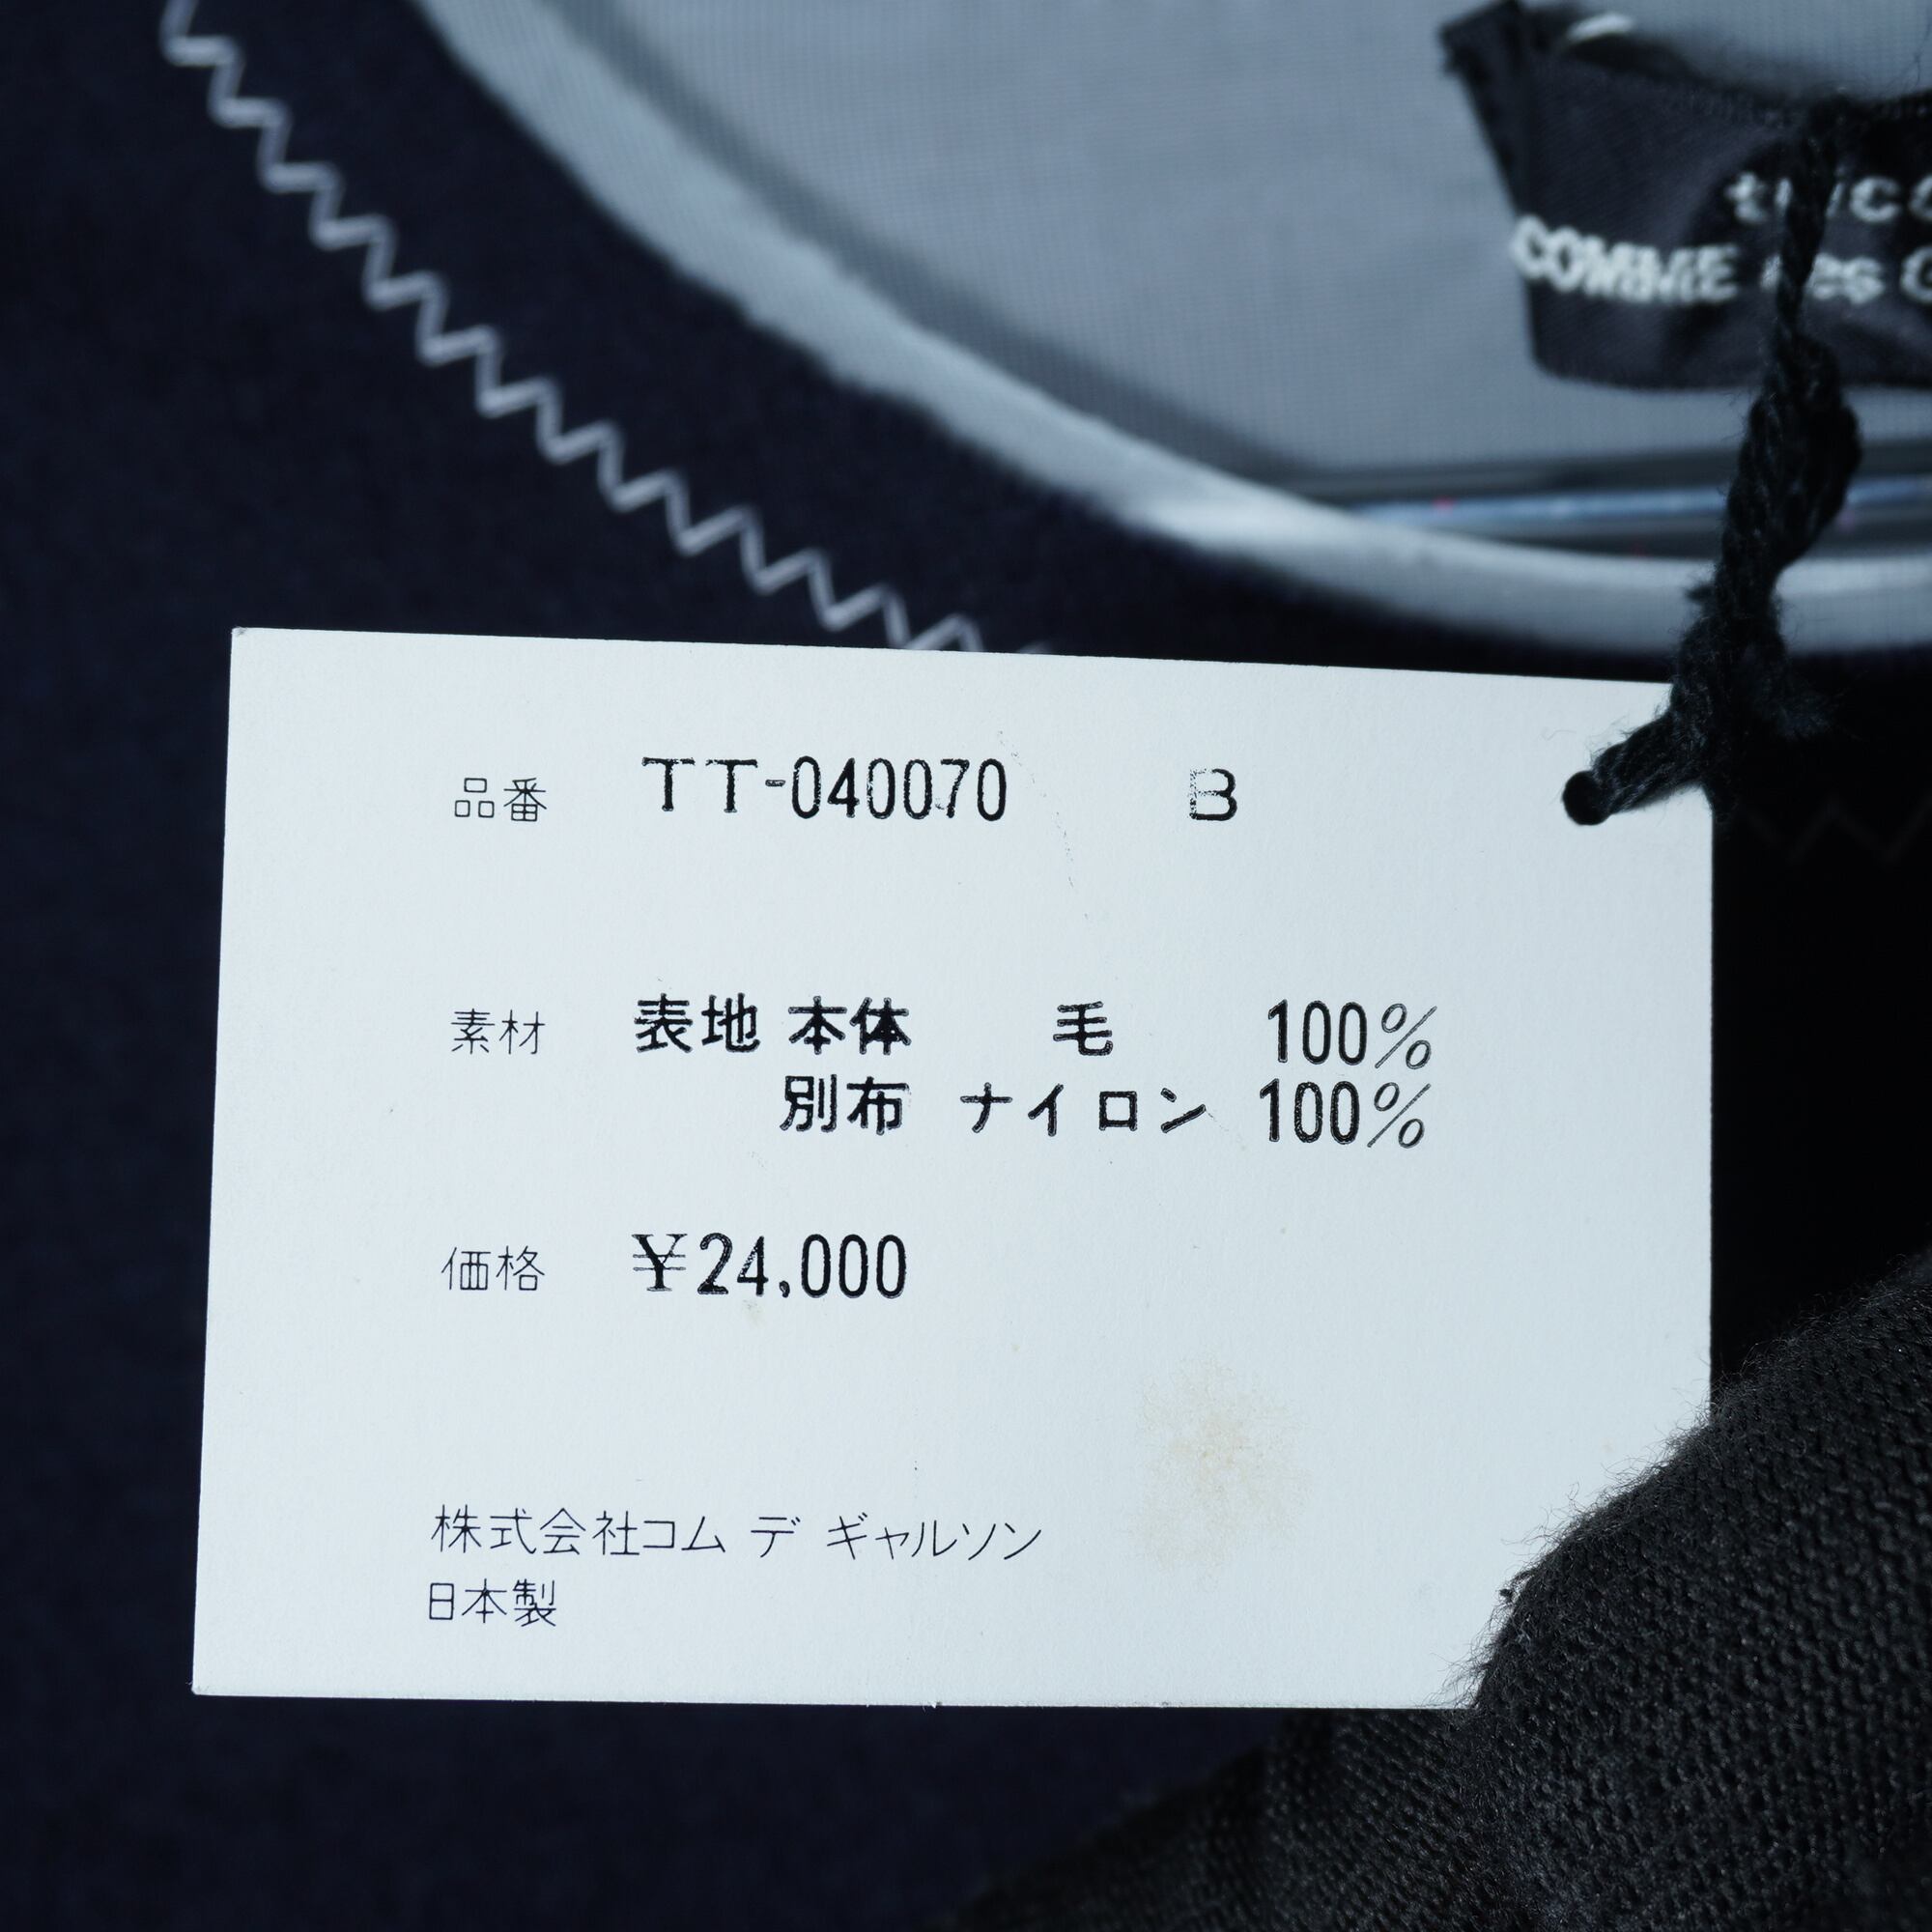 COMME des
品番 TT-040070 B
素材 表地 本体 毛 100%
別布 ナイロン 100%
価格 ¥24,000
株式会社コム デ ギャルソン
日本製